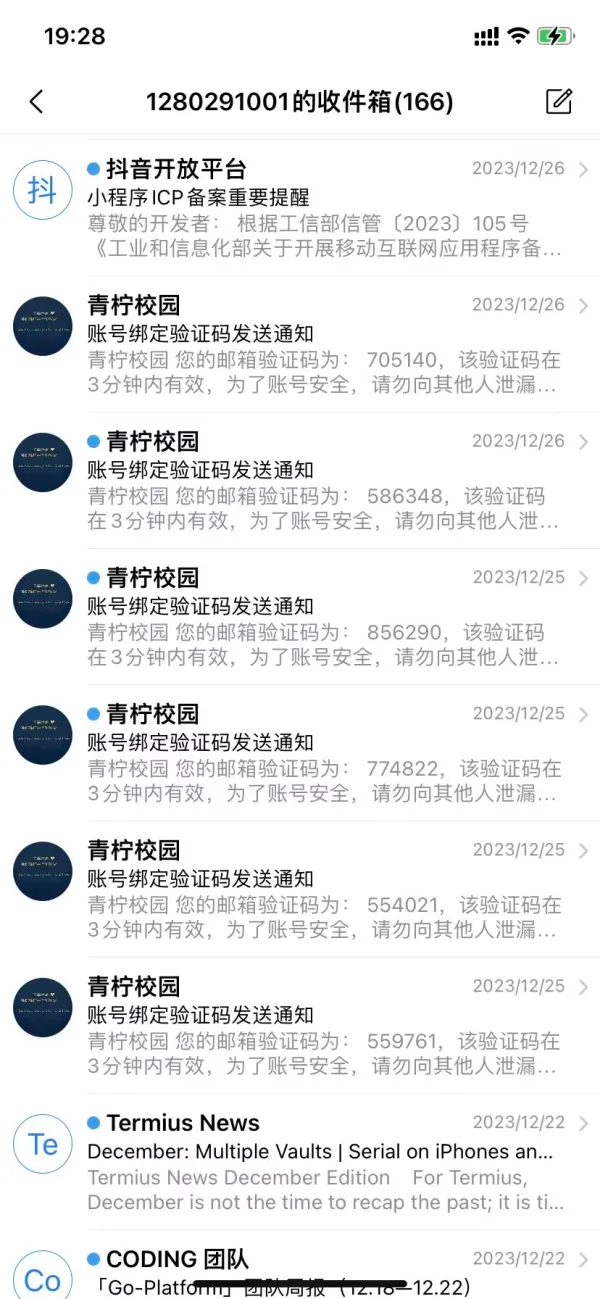 19:28
1280291001的收件箱(166)
抖
抖音开放平台
2023/12/26
小程序ICP备案重要提醒
尊敬的开发者： 根据工信部信管〔2023〕105号
《工业和信息化部关于开展移动互联网应用程序备...
青柠校园
2023/12/26
账号绑定验证码发送通知
青柠校园 您的邮箱验证码为： 705140，该验证码在
3分钟内有效，为了账号安全，请勿向其他人泄漏...
青柠校园
2023/12/26
账号绑定验证码发送通知
青柠校园 您的邮箱验证码为： 586348，该验证码
在3分钟内有效，为了账号安全，请勿向其他人泄...
青柠校园
2023/12/25
账号绑定验证码发送通知
青柠校园 您的邮箱验证码为： 856290，该验证码
在3分钟内有效，为了账号安全，请勿向其他人泄...
青柠校园
2023/12/25
账号绑定验证码发送通知
青柠校园 您的邮箱验证码为： 774822，该验证码在
3分钟内有效，为了账号安全，请勿向其他人泄漏...
青柠校园
2023/12/25
账号绑定验证码发送通知
青柠校园 您的邮箱验证码为： 554021，该验证码在
3分钟内有效，为了账号安全，请勿向其他人泄漏...
青柠校园
2023/12/25
账号绑定验证码发送通知
青柠校园 您的邮箱验证码为： 559761，该验证码在
3分钟内有效，为了账号安全，请勿向其他人泄漏...
Te
Termius News
2023/12/22
December: Multiple Vaults | Serial on iPhones an...
Termius News December Edition For Termius,
December is not the time to recap the past; it is ti...
Co
CODING 团队
2023/12/22
「Go-Platform」团队周报（12.18—12.22）